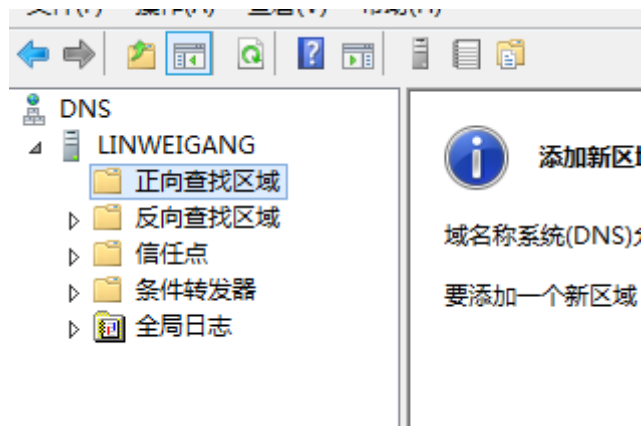 DNS
LINWEIGANG
正向查找区域
反向查找区域
信任点
条件转发器
全局日志
添加新区
域名称系统(DNS)
要添加一个新区域